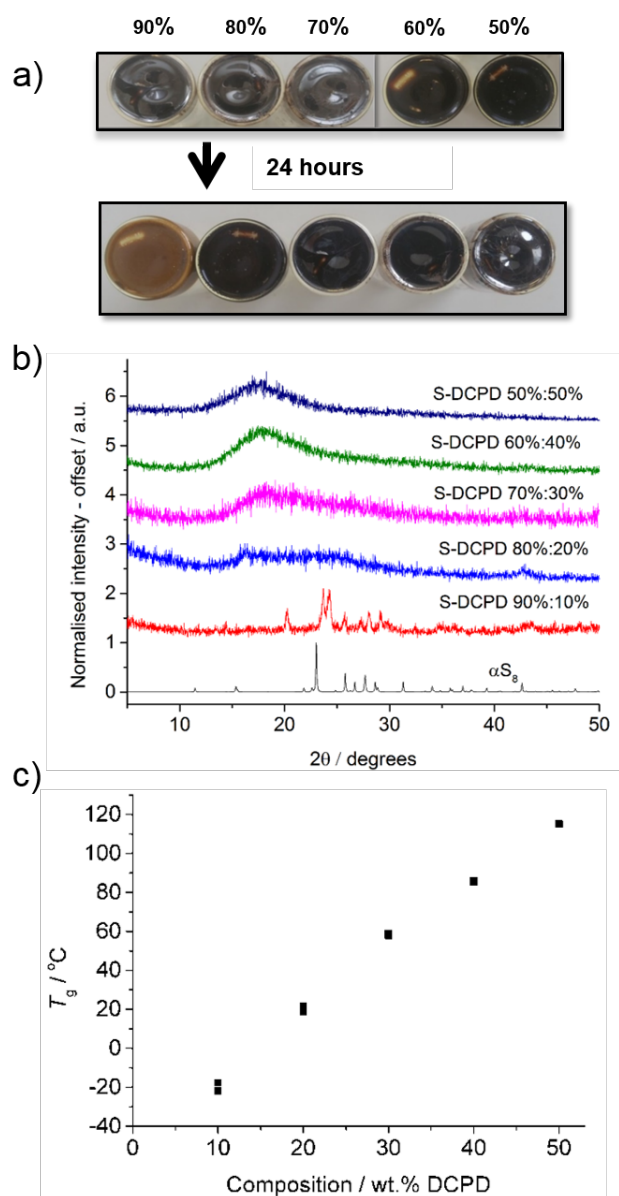 90% 80% 70% 60% 50%
a)
24 hours
b)
Normalised intensity - offset / a.u.
6
5
4
3
2
1
0
S-DCPD 50%:50%
S-DCPD 60%:40%
S-DCPD 70%:30%
S-DCPD 80%:20%
S-DCPD 90%:10%
αS₈
10 20 30 40 50
2θ / degrees
c)
Tg / °C
120
100
80
60
40
20
0
-20
-40
0 10 20 30 40 50
Composition / wt.% DCPD